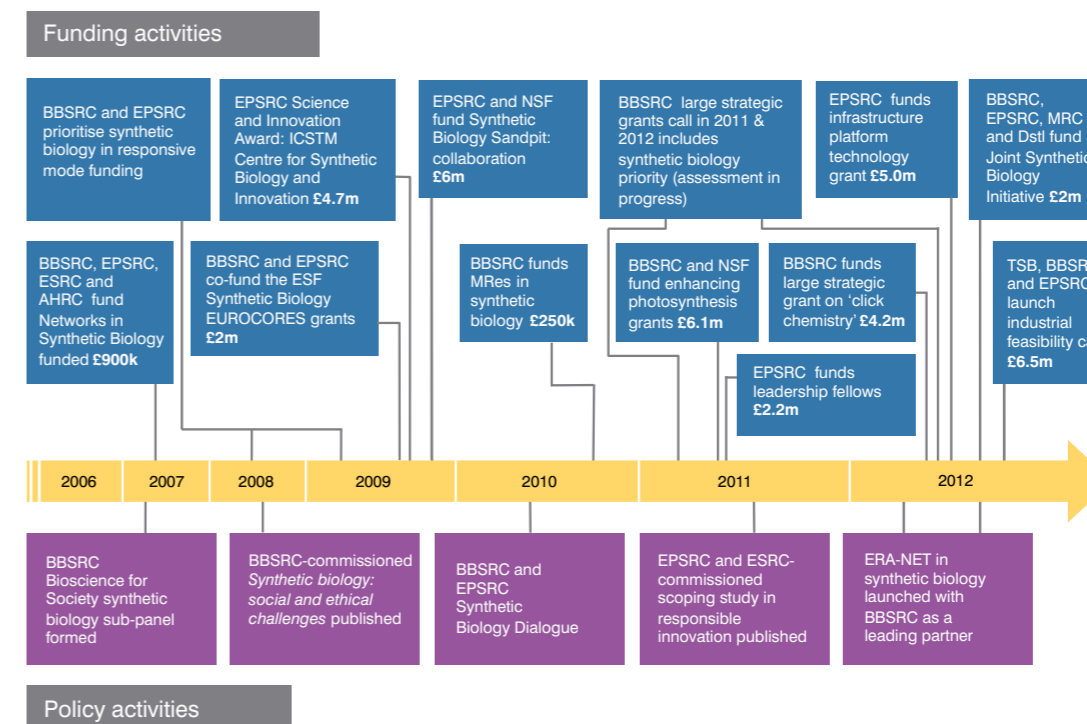 Funding activities
BBSRC and EPSRC
prioritise synthetic
biology in responsive
mode funding
EPSRC Science
and Innovation
Award: ICSTM
Centre for Synthetic
Biology and
Innovation £4.7m
EPSRC and NSF
fund Synthetic
Biology Sandpit:
collaboration
£6m
BBSRC large strategic
grants call in 2011 &
2012 includes
synthetic biology
priority (assessment in
progress)
EPSRC funds
infrastructure
platform
technology
grant £5.0m
BBSRC,
EPSRC, MRC
and Dstl fund
Joint Synthetic
Biology
Initiative £2m
BBSRC, EPSRC,
ESRC and
AHRC fund
Networks in
Synthetic Biology
funded £900k
BBSRC and EPSRC
co-fund the ESF
Synthetic Biology
EUROCORES grants
£2m
BBSRC funds
MRes in
synthetic
biology £250k
BBSRC and NSF
fund enhancing
photosynthesis
grants £6.1m
BBSRC funds
large strategic
grant on ‘click
chemistry’ £4.2m
TSB, BBSR
and EPSRC
launch
industrial
feasibility
£6.5m
EPSRC funds
leadership fellows
£2.2m
2006 2007 2008 2009 2010 2011 2012
BBSRC
Bioscience for
Society synthetic
biology sub-panel
formed
BBSRC-commissioned
Synthetic biology:
social and ethical
challenges published
BBSRC and
EPSRC
Synthetic
Biology Dialogue
EPSRC and ESRC-
commissioned
scoping study in
responsible
innovation published
ERA-NET in
synthetic biology
launched with
BBSRC as a
leading partner
Policy activities